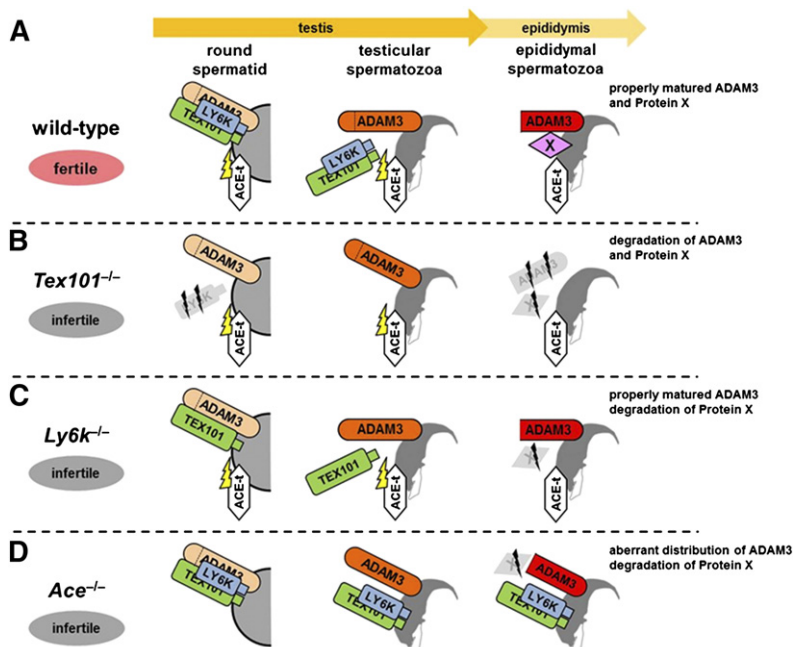 A
testis
epididymis
round
spermatid
testicular
spermatozoa
epididymal
spermatozoa
properly matured ADAM3
and Protein X
wild-type
fertile
ADAM3
LY6K
TEX101
ACE-t
ADAM3
LY6K
TEX101
ACE-t
ADAM3
X
ACE-t
B
degradation of ADAM3
and Protein X
Tex101–/–
infertile
ADAM3
LY6K
ACE-t
ADAM3
ACE-t
ADAM3
X
ACE-t
C
properly matured ADAM3
degradation of Protein X
Ly6k–/–
infertile
ADAM3
TEX101
ACE-t
ADAM3
TEX101
ACE-t
ADAM3
X
ACE-t
D
aberrant distribution of ADAM3
degradation of Protein X
Ace–/–
infertile
ADAM3
LY6K
TEX101
ADAM3
LY6K
TEX101
X
ADAM3
LY6K
TEX101